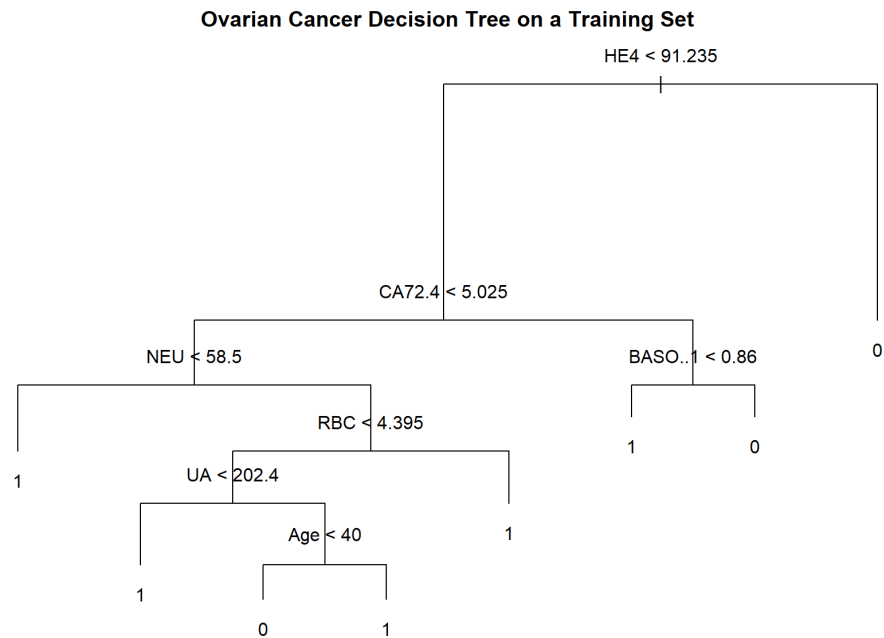 Ovarian Cancer Decision Tree on a Training Set
HE4 < 91.235
CA72.4 < 5.025
0
NEU < 58.5
BASO..1 < 0.86
RBC < 4.395
1
0
1
UA < 202.4
1
Age < 40
1
0
1